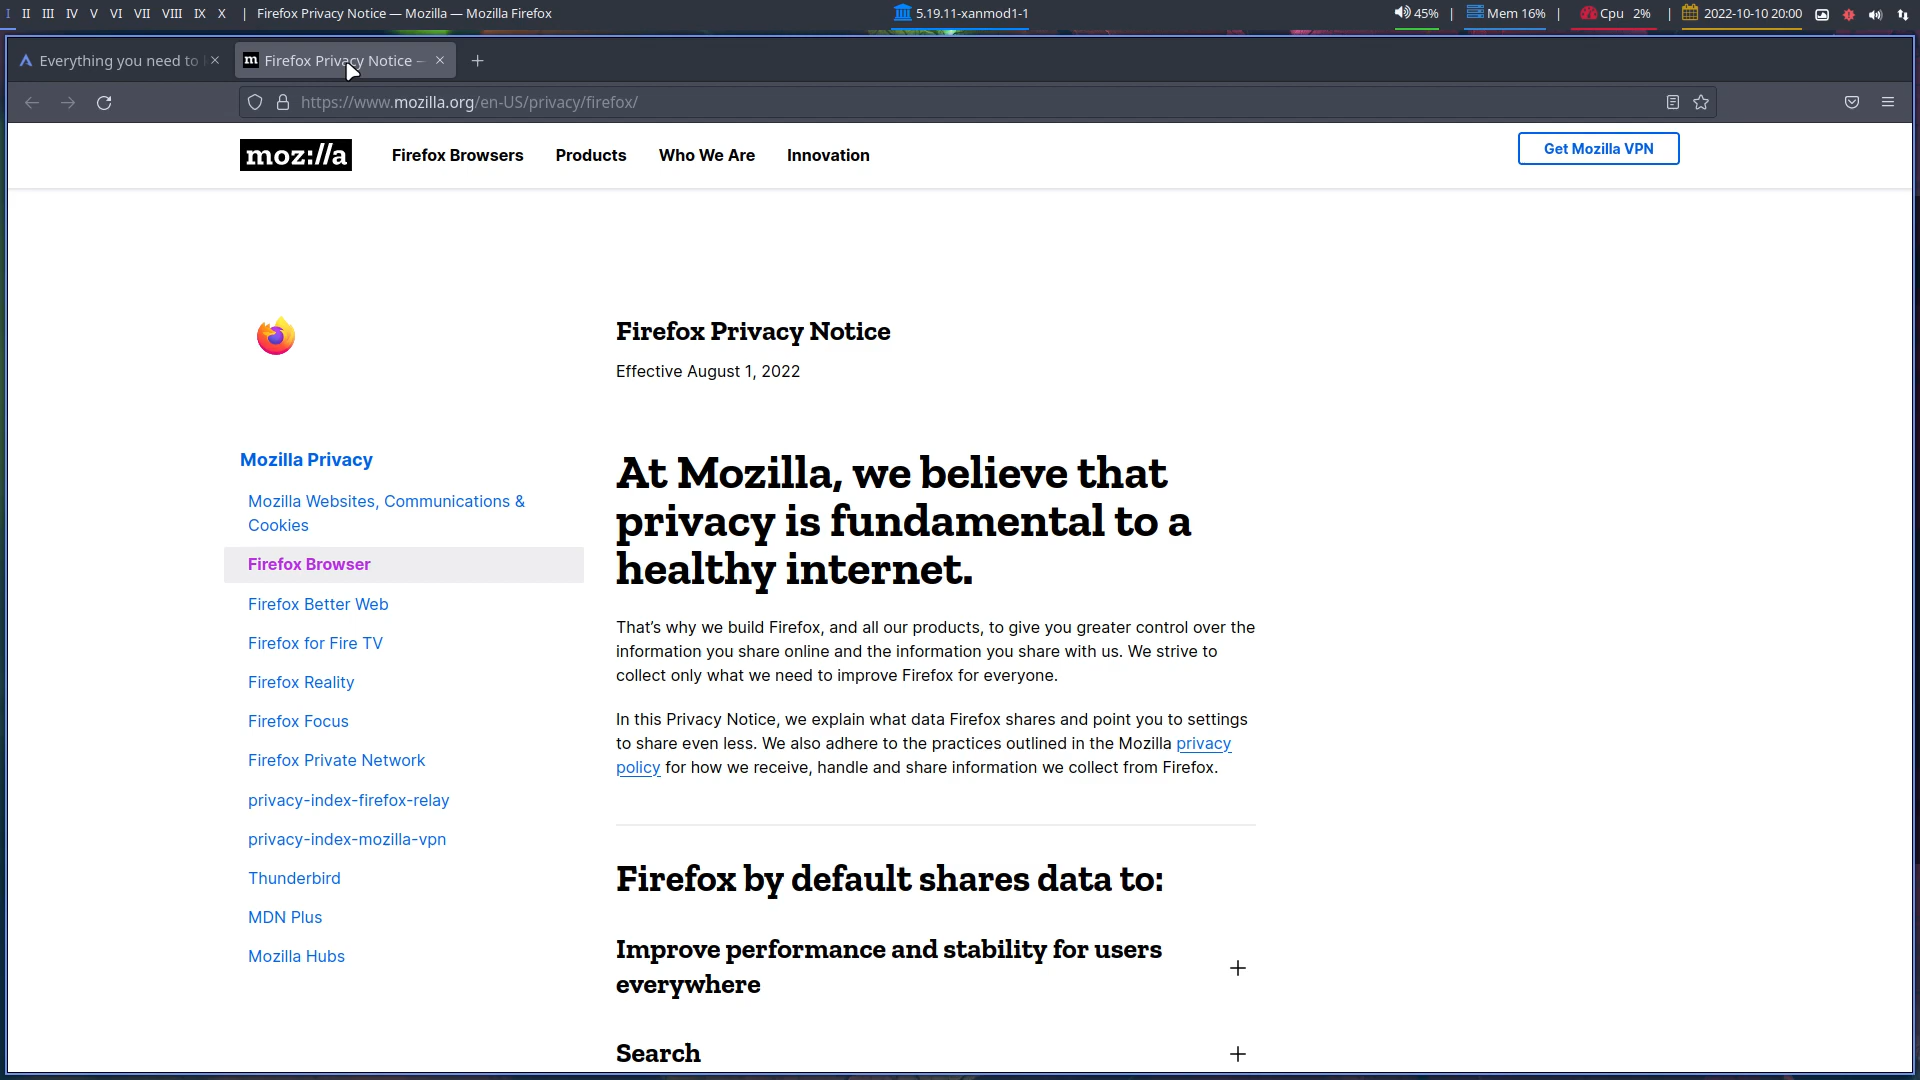 I II III IV V VI VII VIII IX X | Firefox Privacy Notice — Mozilla — Mozilla Firefox
5.19.11-xanmod1-1
45% | Mem 16% | Cpu 2% | 2022-10-10 20:00
Everything you need to
Firefox Privacy Notice —
https://www.mozilla.org/en-US/privacy/firefox/
moz://a
Firefox Browsers Products Who We Are Innovation
Get Mozilla VPN
Firefox Privacy Notice
Effective August 1, 2022
Mozilla Privacy
Mozilla Websites, Communications &
Cookies
Firefox Browser
Firefox Better Web
Firefox for Fire TV
Firefox Reality
Firefox Focus
Firefox Private Network
privacy-index-firefox-relay
privacy-index-mozilla-vpn
Thunderbird
MDN Plus
Mozilla Hubs
At Mozilla, we believe that
privacy is fundamental to a
healthy internet.
That’s why we build Firefox, and all our products, to give you greater control over the
information you share online and the information you share with us. We strive to
collect only what we need to improve Firefox for everyone.
In this Privacy Notice, we explain what data Firefox shares and point you to settings
to share even less. We also adhere to the practices outlined in the Mozilla privacy
policy for how we receive, handle and share information we collect from Firefox.
Firefox by default shares data to:
Improve performance and stability for users
everywhere
Search